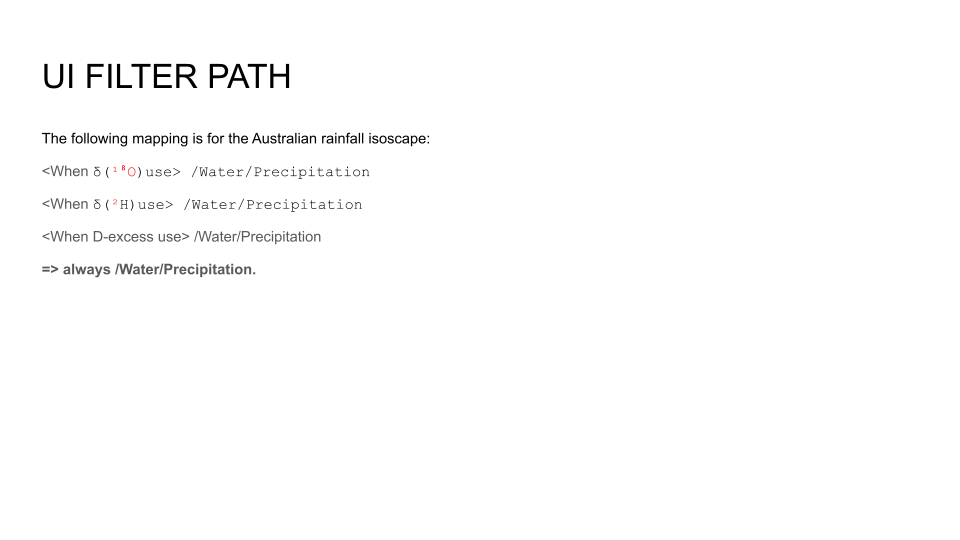 UI FILTER PATH
The following mapping is for the Australian rainfall isoscape:
<When δ(¹⁸O)use> /Water/Precipitation
<When δ(²H)use> /Water/Precipitation
<When D-excess use> /Water/Precipitation
=> always /Water/Precipitation.